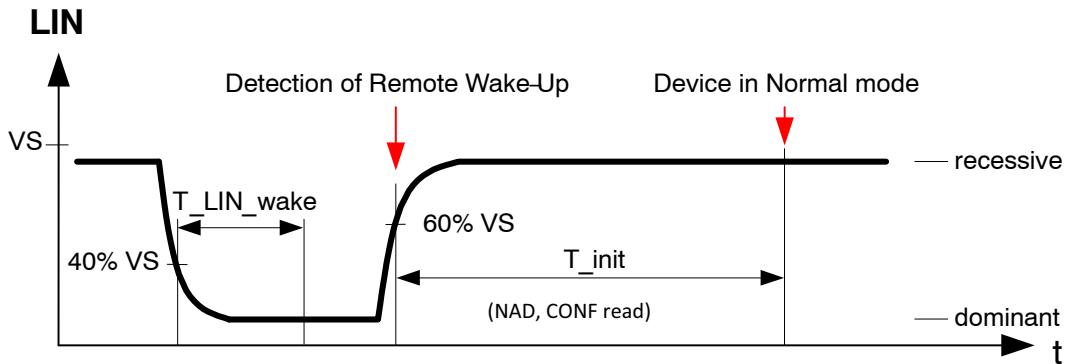 LIN
Detection of Remote Wake-Up
Device in Normal mode
VS
recessive
T_LIN_wake
60% VS
40% VS
T_init
(NAD, CONF read)
dominant
t